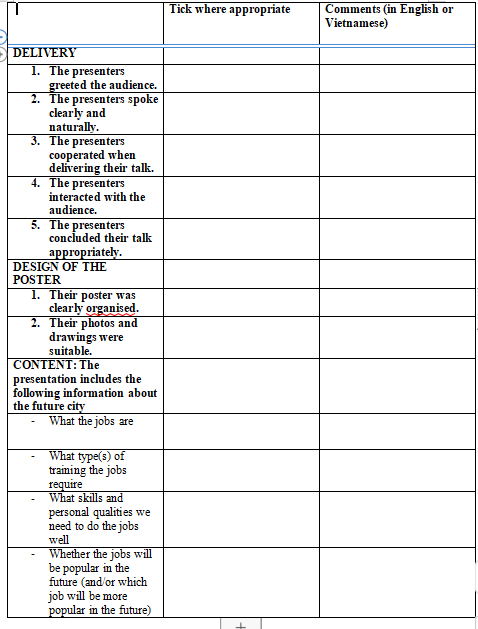 Tick where appropriate
Comments (in English or
Vietnamese)
DELIVERY
1. The presenters
greeted the audience.
2. The presenters spoke
clearly and
naturally.
3. The presenters
cooperated when
delivering their talk.
4. The presenters
interacted with the
audience.
5. The presenters
concluded their talk
appropriately.
DESIGN OF THE
POSTER
1. Their poster was
clearly organised.
2. Their photos and
drawings were
suitable.
CONTENT: The
presentation includes the
following information about
the future city
- What the jobs are
- What type(s) of
training the jobs
require
- What skills and
personal qualities we
need to do the jobs
well
- Whether the jobs will
be popular in the
future (and/or which
job will be more
popular in the future)